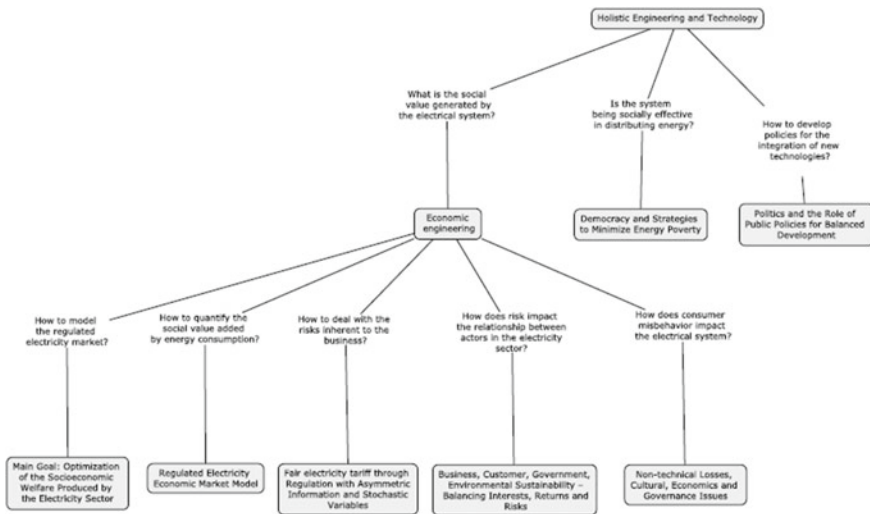 Holistic Engineering and Technology
What is the social
value generated by
the electrical system?
Is the system
being socially effective
in distributing energy?
How to develop
policies for the
integration of new
technologies?
Economic
engineering
Democracy and Strategies
to Minimize Energy Poverty
Politics and the Role of
Public Policies for Balanced
Development
How to model
the regulated
electricity market?
How to quantify the
social value added
by energy consumption?
How to deal with the
risks inherent to the
business?
How does risk impact
the relationship between
actors in the electricity
sector?
How does consumer
misbehavior impact
the electrical system?
Main Goal: Optimization
of the Socioeconomic
Welfare Produced by
the Electricity Sector
Regulated Electricity
Economic Market Model
Fair electricity tariff through
Regulation with Asymmetric
Information and Stochastic
Variables
Business, Customer, Government,
Environmental Sustainability –
Balancing Interests, Returns and
Risks
Non-technical Losses,
Cultural, Economics and
Governance Issues